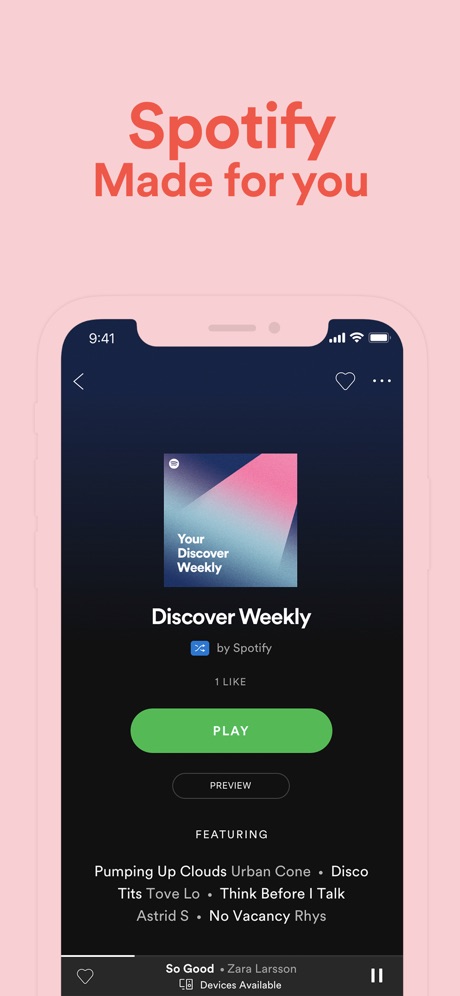 Spotify
Made for you
9:41
Your
Discover
Weekly
Discover Weekly
by Spotify
1 LIKE
PLAY
PREVIEW
FEATURING
Pumping Up Clouds Urban Cone • Disco
Tits Tove Lo • Think Before I Talk
Astrid S • No Vacancy Rhys
So Good • Zara Larsson
Devices Available